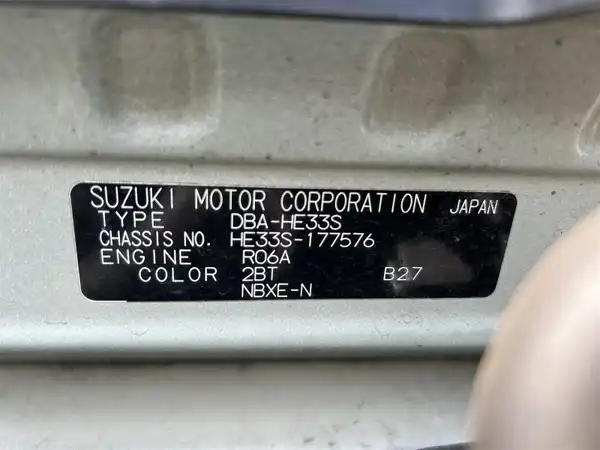 SUZUKI MOTOR CORPORATION JAPAN
TYPE DBA-HE33S
CHASSIS NO. HE33S-177576
ENGINE R06A
COLOR 2BT B27
NBXE-N